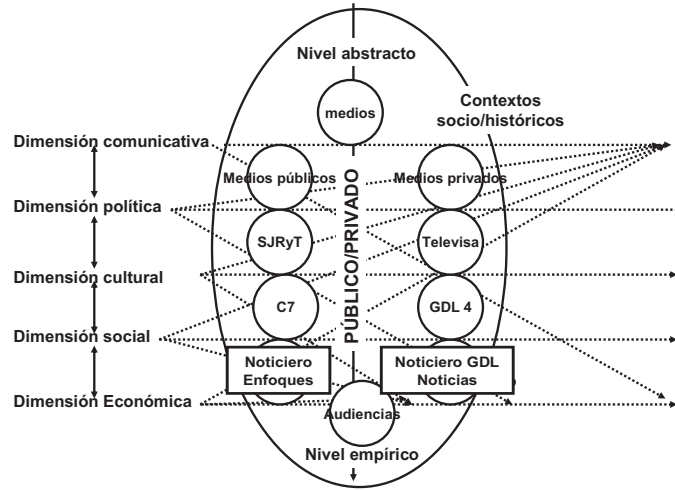 Nivel abstracto
medios
Contextos
socio/históricos
Dimensión comunicativa
Medios públicos
Medios privados
Dimensión política
PÚBLICO/PRIVADO
SJRyT
Televisa
Dimensión cultural
C7
GDL 4
Dimensión social
Noticiero
Enfoques
Noticiero GDL
Noticias
Dimensión Económica
Audiencias
Nivel empírico